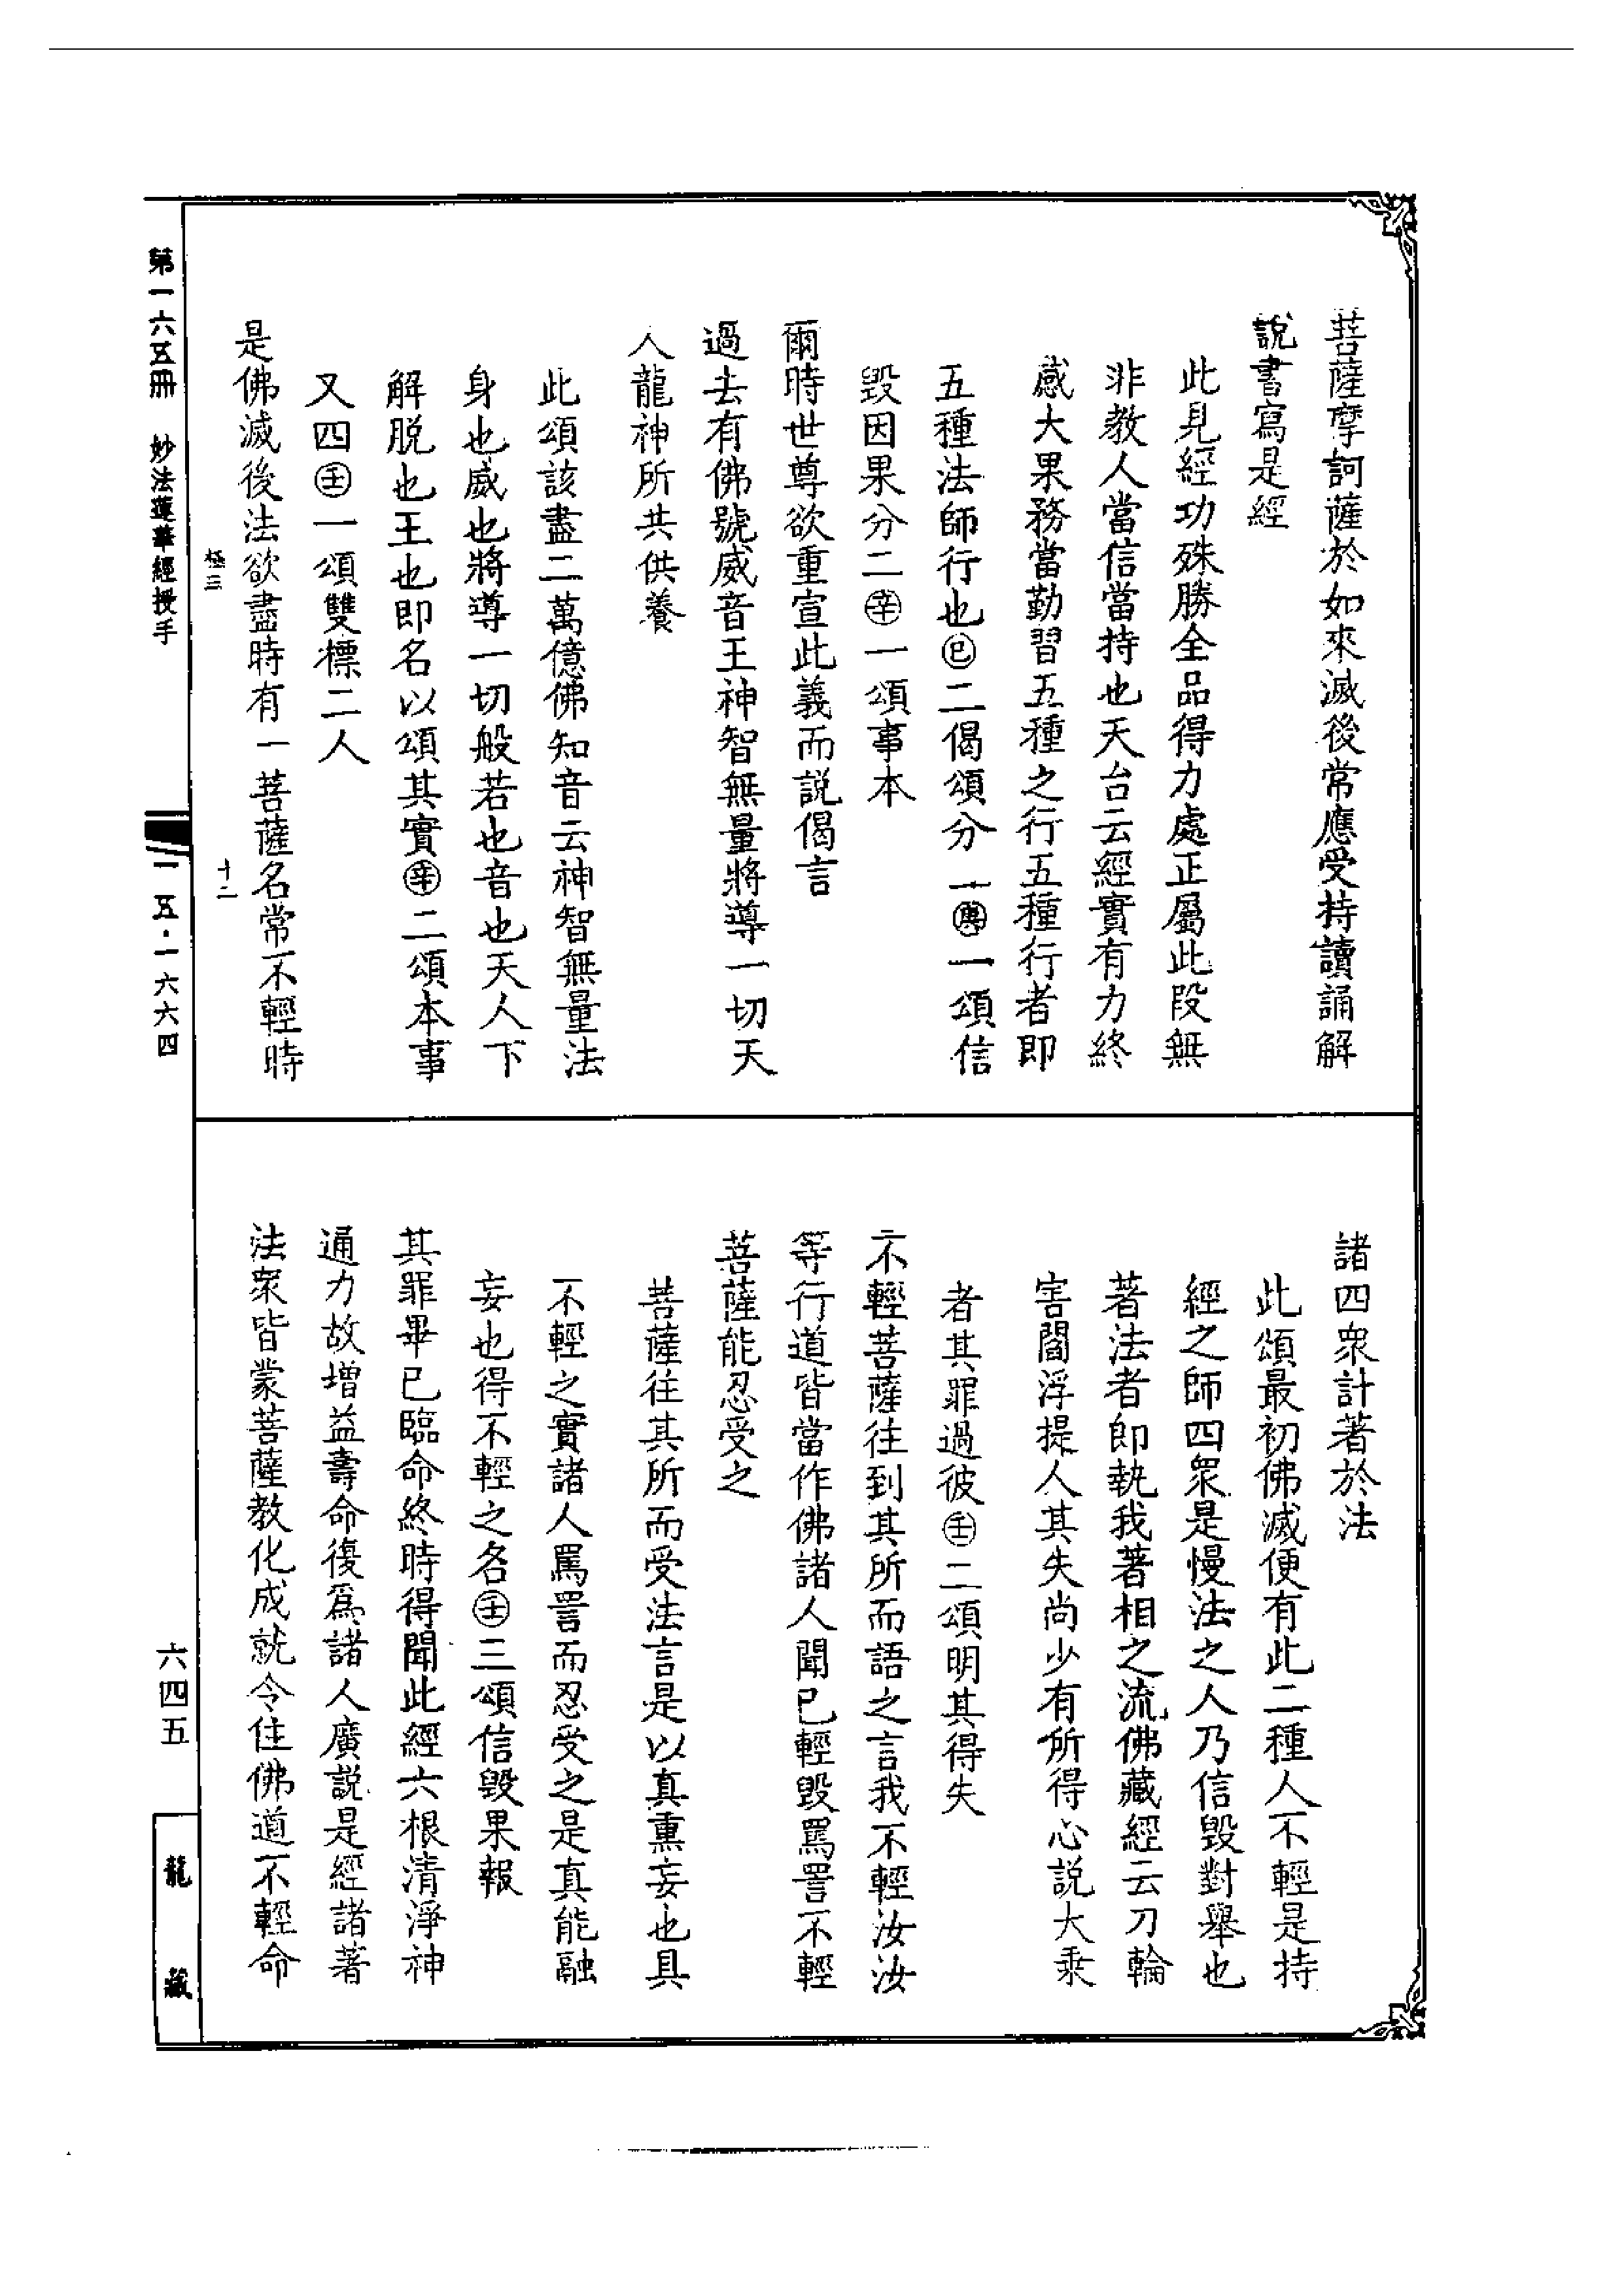 菩薩摩訶薩於如來滅後常應受持讀誦解
說書寫是經
此見經功殊勝全品得力處正屬此段無
非教人當信當持也天台云經實有力終
感大果務當勤習五種之行五種行者即
五種法師行也㊁二偈頌分二㊁一頌信
毀因果分二㊁一頌事本
爾時世尊欲重宣此義而說偈言
過去有佛號威音王神智無量將導一切天
人龍神所共供養
此頌該盡二萬億佛知音云神智無量法
身也威也將導一切般若也音也天人下
解脱也王也即名以頌其實㊁二頌本事
又四㊁一頌雙標二人
是佛滅後法欲盡時有一菩薩名常不輕時
諸四衆計著於法
此頌最初佛滅便有此二種人不輕是持
經之師四衆是慢法之人乃信毀對舉也
著法者即執我著相之流佛藏經云刀輪
害閻浮提人其失尚少有所得心説大乘
者其罪過彼㊁二頌明其得失
不輕菩薩往到其所而語之言我不輕汝汝
等行道皆當作佛諸人聞已輕毀罵詈不輕
菩薩能忍受之
菩薩往其所而受法言是以真熏妄也具
不輕之實諸人罵詈而忍受之是真能融
妄也得不輕之名㊁三頌信毀果報
其罪畢已臨命終時得聞此經六根清淨神
通力故增益壽命復爲諸人廣説是經諸著
法衆皆蒙菩薩教化成就令住佛道不輕命
極三
十二
第一六五冊 妙法蓮華經授手
一五·一六六四
六四五
龍藏